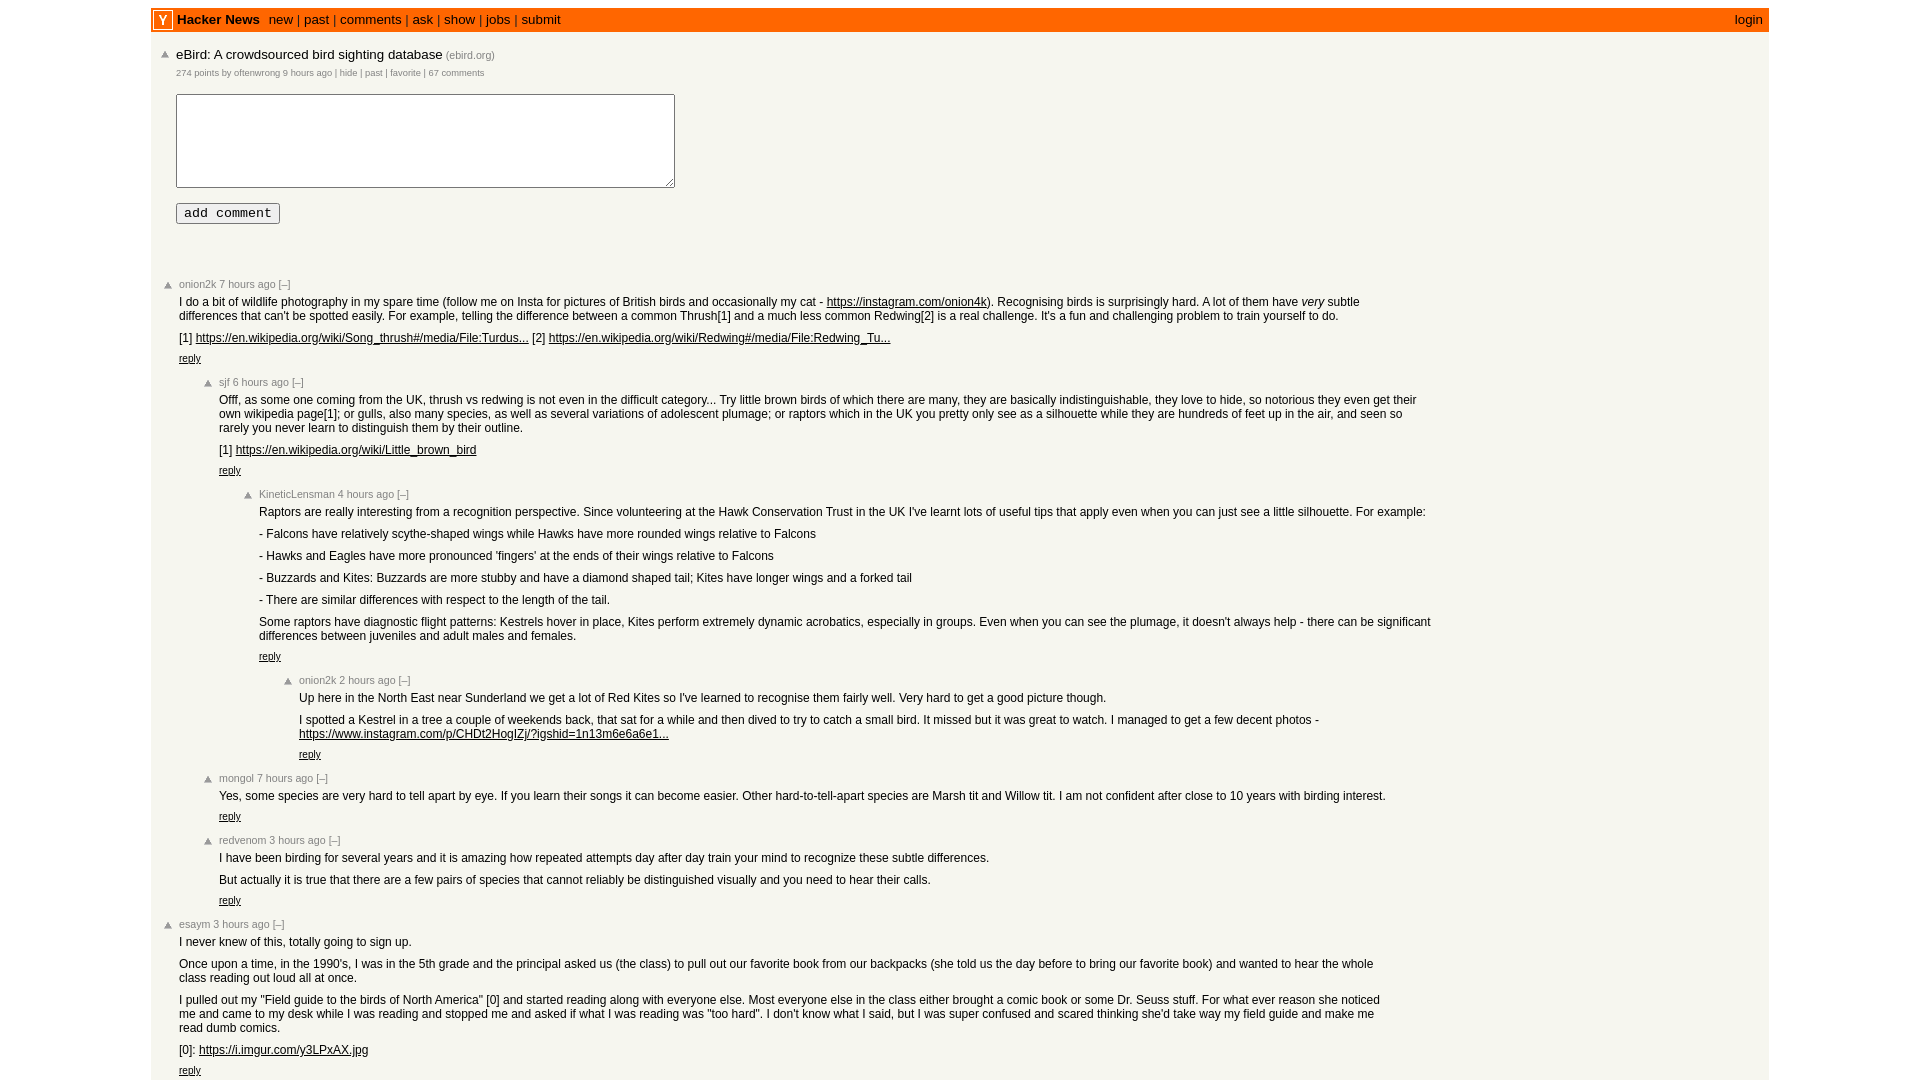 Y Hacker News new | past | comments | ask | show | jobs | submit login
eBird: A crowdsourced bird sighting database (ebird.org)
274 points by oftenwrong 9 hours ago | hide | past | favorite | 67 comments
add comment
onion2k 7 hours ago [–]
I do a bit of wildlife photography in my spare time (follow me on Insta for pictures of British birds and occasionally my cat - https://instagram.com/onion4k). Recognising birds is surprisingly hard. A lot of them have very subtle
differences that can't be spotted easily. For example, telling the difference between a common Thrush[1] and a much less common Redwing[2] is a real challenge. It's a fun and challenging problem to train yourself to do.
[1] https://en.wikipedia.org/wiki/Song_thrush#/media/File:Turdus... [2] https://en.wikipedia.org/wiki/Redwing#/media/File:Redwing_Tu...
reply
sjf 6 hours ago [–]
Offf, as some one coming from the UK, thrush vs redwing is not even in the difficult category... Try little brown birds of which there are many, they are basically indistinguishable, they love to hide, so notorious they even get their
own wikipedia page[1]; or gulls, also many species, as well as several variations of adolescent plumage; or raptors which in the UK you pretty only see as a silhouette while they are hundreds of feet up in the air, and seen so
rarely you never learn to distinguish them by their outline.
[1] https://en.wikipedia.org/wiki/Little_brown_bird
reply
KineticLensman 4 hours ago [–]
Raptors are really interesting from a recognition perspective. Since volunteering at the Hawk Conservation Trust in the UK I've learnt lots of useful tips that apply even when you can just see a little silhouette. For example:
- Falcons have relatively scythe-shaped wings while Hawks have more rounded wings relative to Falcons
- Hawks and Eagles have more pronounced 'fingers' at the ends of their wings relative to Falcons
- Buzzards and Kites: Buzzards are more stubby and have a diamond shaped tail; Kites have longer wings and a forked tail
- There are similar differences with respect to the length of the tail.
Some raptors have diagnostic flight patterns: Kestrels hover in place, Kites perform extremely dynamic acrobatics, especially in groups. Even when you can see the plumage, it doesn't always help - there can be significant
differences between juveniles and adult males and females.
reply
onion2k 2 hours ago [–]
Up here in the North East near Sunderland we get a lot of Red Kites so I've learned to recognise them fairly well. Very hard to get a good picture though.
I spotted a Kestrel in a tree a couple of weekends back, that sat for a while and then dived to try to catch a small bird. It missed but it was great to watch. I managed to get a few decent photos -
https://www.instagram.com/p/CHDt2HogIZj/?igshid=1n13m6e6a6e1...
reply
mongol 7 hours ago [–]
Yes, some species are very hard to tell apart by eye. If you learn their songs it can become easier. Other hard-to-tell-apart species are Marsh tit and Willow tit. I am not confident after close to 10 years with birding interest.
reply
redvenom 3 hours ago [–]
I have been birding for several years and it is amazing how repeated attempts day after day train your mind to recognize these subtle differences.
But actually it is true that there are a few pairs of species that cannot reliably be distinguished visually and you need to hear their calls.
reply
esaym 3 hours ago [–]
I never knew of this, totally going to sign up.
Once upon a time, in the 1990's, I was in the 5th grade and the principal asked us (the class) to pull out our favorite book from our backpacks (she told us the day before to bring our favorite book) and wanted to hear the whole
class reading out loud all at once.
I pulled out my "Field guide to the birds of North America" [0] and started reading along with everyone else. Most everyone else in the class either brought a comic book or some Dr. Seuss stuff. For what ever reason she noticed
me and came to my desk while I was reading and stopped me and asked if what I was reading was "too hard". I don't know what I said, but I was super confused and scared thinking she'd take way my field guide and make me
read dumb comics.
[0]: https://i.imgur.com/y3LPxAX.jpg
reply